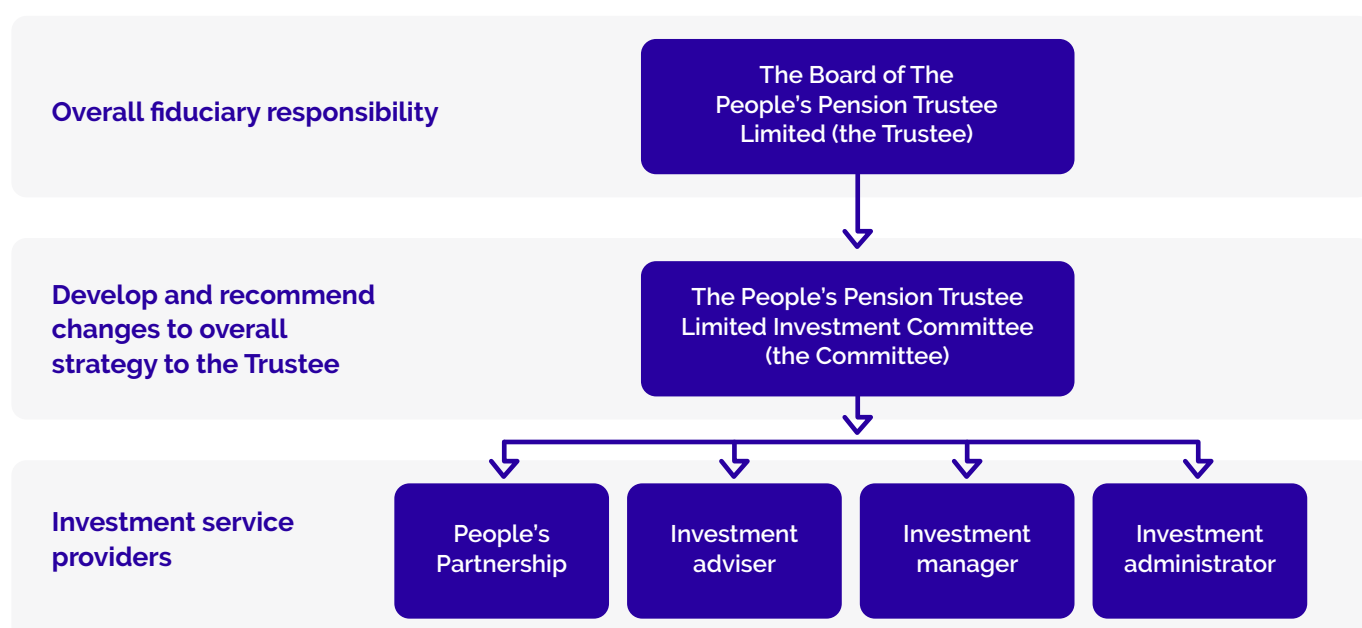 Overall fiduciary responsibility
The Board of The
People’s Pension Trustee
Limited (the Trustee)
Develop and recommend
changes to overall
strategy to the Trustee
The People’s Pension Trustee
Limited Investment Committee
(the Committee)
Investment service
providers
People’s
Partnership
Investment
adviser
Investment
manager
Investment
administrator